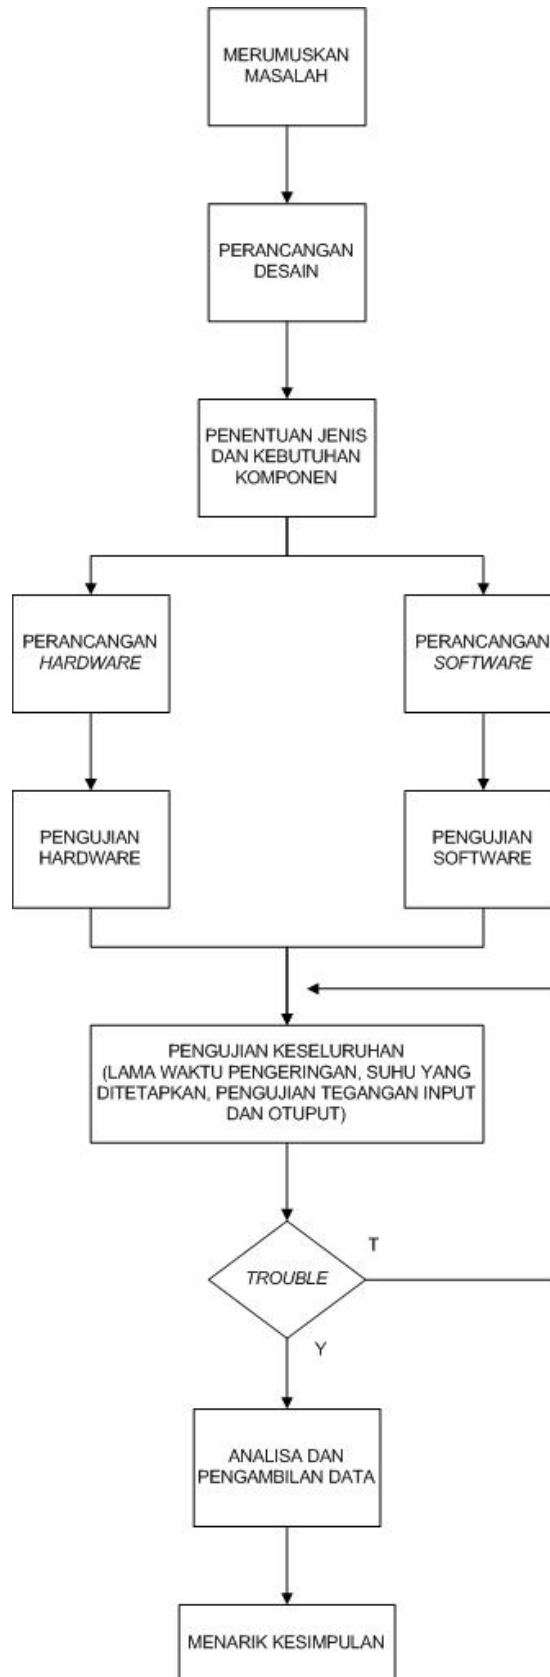 MERUMUSKAN
MASALAH
PERANCANGAN
DESAIN
PENENTUAN JENIS
DAN KEBUTUHAN
KOMPONEN
PERANCANGAN
HARDWARE
PERANCANGAN
SOFTWARE
PENGUJIAN
HARDWARE
PENGUJIAN
SOFTWARE
PENGUJIAN KESELURUHAN
(LAMA WAKTU PENGERINGAN, SUHU YANG
DITETAPKAN, PENGUJIAN TEGANGAN INPUT
DAN OTUPUT)
TROUBLE
T
Y
ANALISA DAN
PENGAMBILAN DATA
MENARIK KESIMPULAN